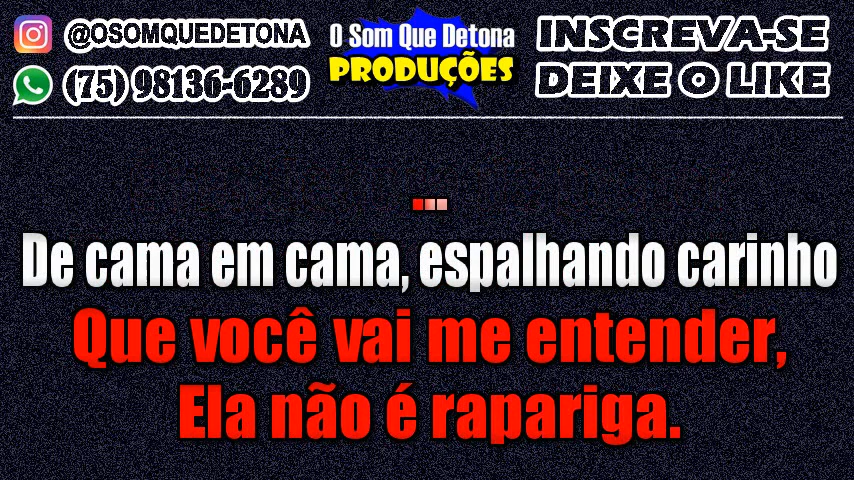 @OSOMQUEDETONA
(75) 98136-6289
O Som Que Detona
PRODUÇÕES
INSCREVA-SE
DEIXE O LIKE
De cama em cama, espalhando carinho
Que você vai me entender,
Ela não é rapariga.